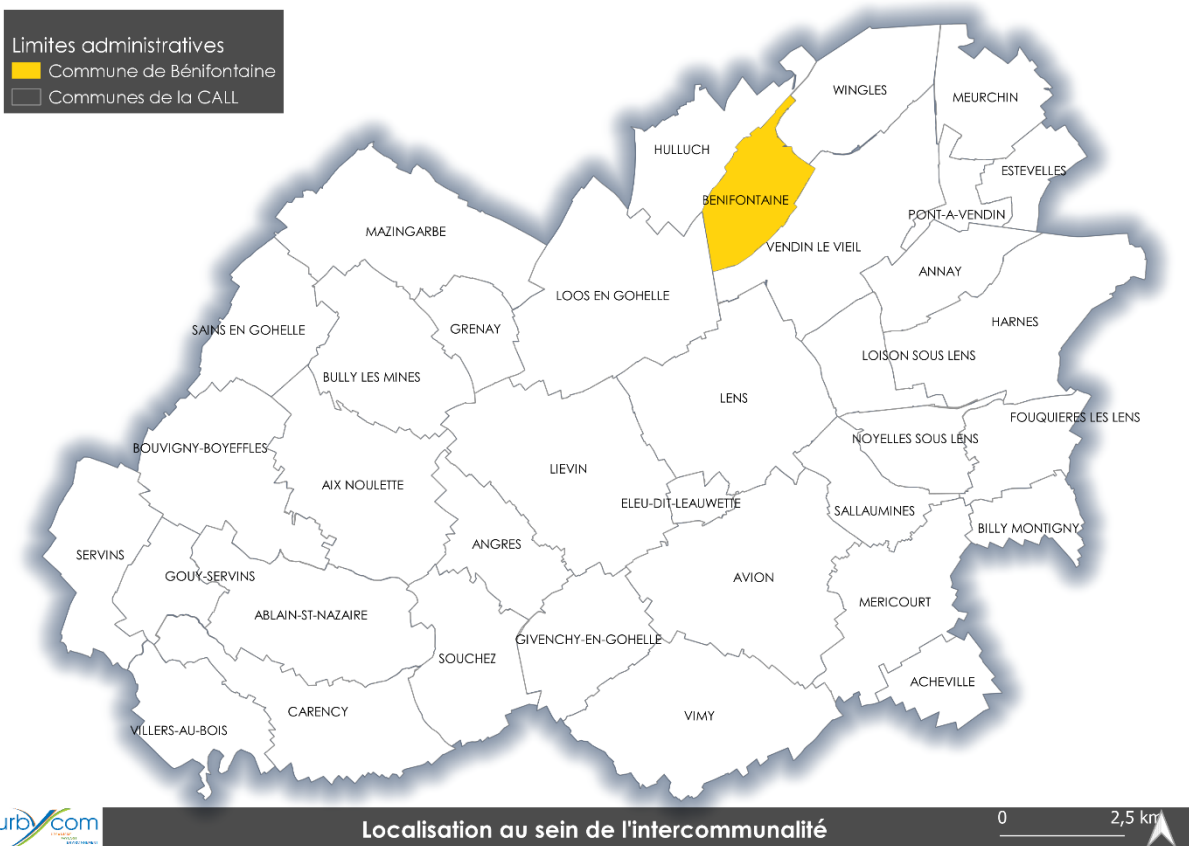 Limites administratives
Commune de Bénifontaine
Communes de la CALL
WINGLES
MEURCHIN
HULLUCH
ESTEVELLES
BENIFONTAINE
PONT-A-VENDIN
MAZINGARBE
VENDIN LE VIEIL
ANNAY
LOOS EN GOHELLE
HARNES
SAINS EN GOHELLE
GRENAY
LOISON SOUS LENS
BULLY LES MINES
LENS
FOUQUIERES LES LENS
NOYELLES SOUS LENS
BOUVIGNY-BOYEFFLES
LIEVIN
AIX NOULETTE
ELEU-DIT-LEAUWETTE
SALLAUMINES
BILLY MONTIGNY
ANGRES
SERVINS
GOUY-SERVINS
AVION
MERICOURT
ABLAIN-ST-NAZAIRE
GIVENCHY-EN-GOHELLE
SOUCHEZ
ACHEVILLE
CARENCY
VIMY
VILLERS-AU-BOIS
urbycom
Localisation au sein de l'intercommunalité
0 2,5 km